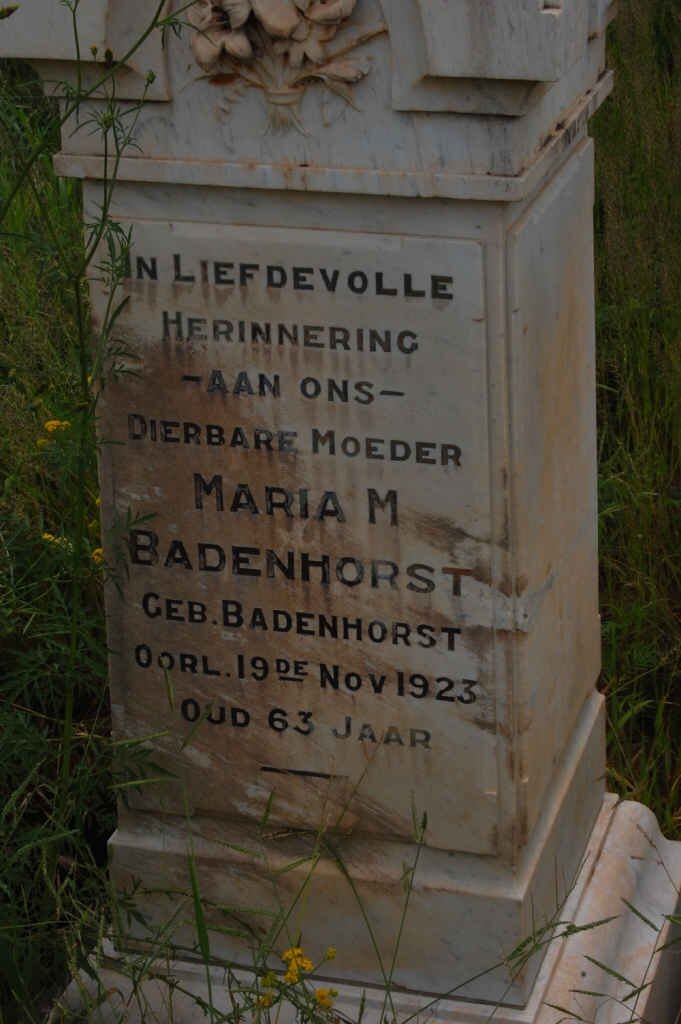 IN LIEFDEVOLLE
HERINNERING
–AAN ONS–
DIERBARE MOEDER
MARIA M
BADENHORST
GEB. BADENHORST
OORL. 19DE NOV 1923
OUD 63 JAAR